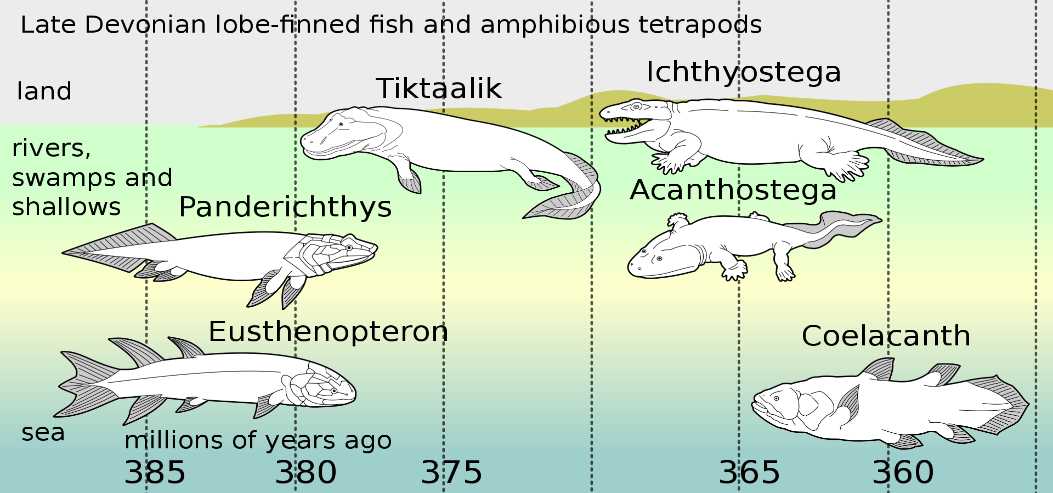 Late Devonian lobe-finned fish and amphibious tetrapods
land
Tiktaalik
Ichthyostega
rivers,
swamps and
shallows
Panderichthys
Acanthostega
Eusthenopteron
Coelacanth
sea
millions of years ago
385 380 375 365 360